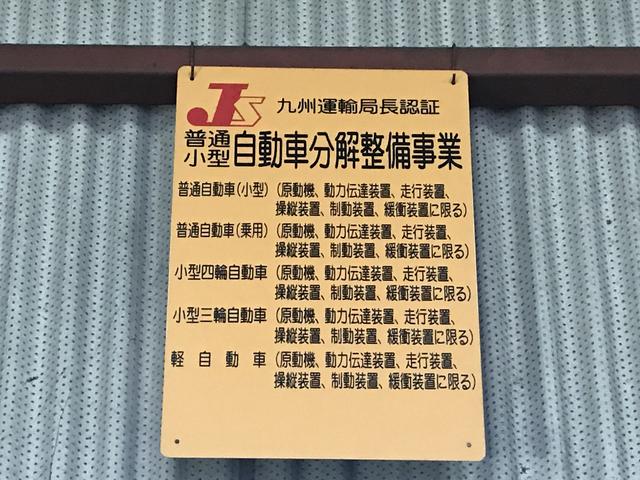 JS 九州運輸局長認証
普通
小型 自動車分解整備事業
普通自動車(小型) (原動機、動力伝達装置、走行装置、
操縦装置、制動装置、緩衝装置に限る)
普通自動車(乗用) (原動機、動力伝達装置、走行装置、
操縦装置、制動装置、緩衝装置に限る)
小型四輪自動車 (原動機、動力伝達装置、走行装置、
操縦装置、制動装置、緩衝装置に限る)
小型三輪自動車 (原動機、動力伝達装置、走行装置、
操縦装置、制動装置、緩衝装置に限る)
軽自動車 (原動機、動力伝達装置、走行装置、
操縦装置、制動装置、緩衝装置に限る)